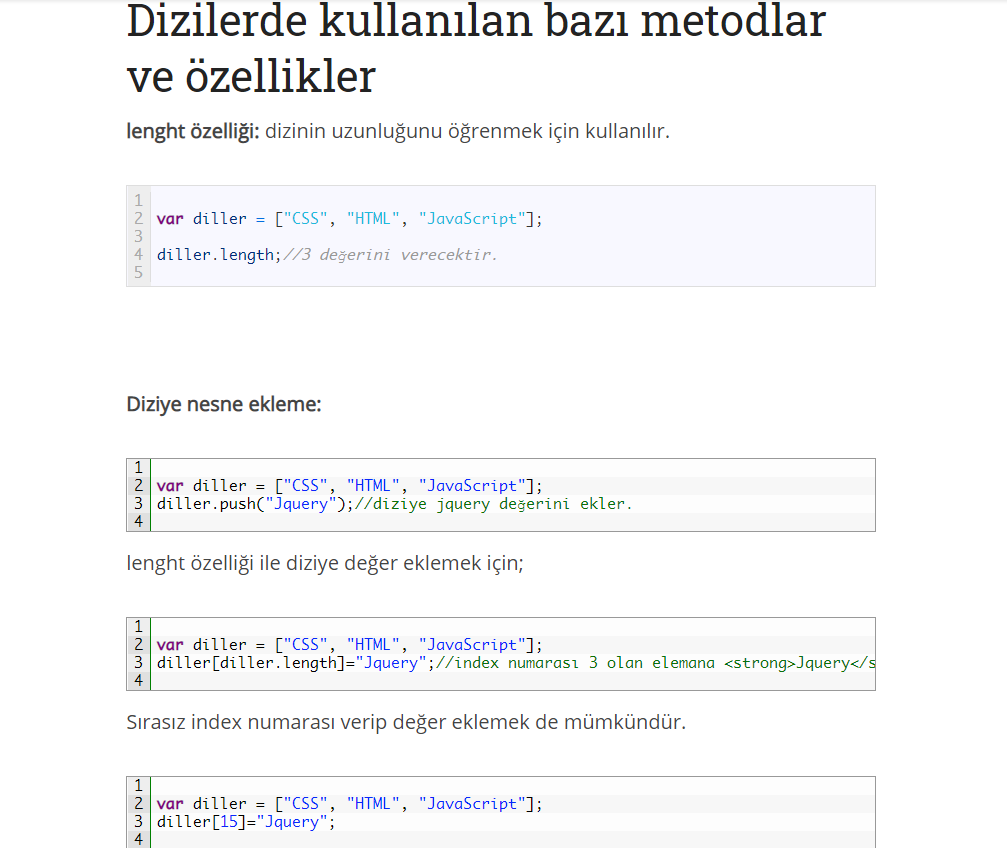 Dizilerde kullanılan bazı metodlar
ve özellikler
lenght özelliği: dizinin uzunluğunu öğrenmek için kullanılır.
1
2 var diller = ["CSS", "HTML", "JavaScript"];
3
4 diller.length;//3 değerini verecektir.
5
Diziye nesne ekleme:
1
2 var diller = ["CSS", "HTML", "JavaScript"];
3 diller.push("Jquery");//diziye jquery değerini ekler.
4
lenght özelliği ile diziye değer eklemek için;
1
2 var diller = ["CSS", "HTML", "JavaScript"];
3 diller[diller.length]="Jquery";//index numarası 3 olan elemana <strong>Jquery</s
4
Sırasız index numarası verip değer eklemek de mümkündür.
1
2 var diller = ["CSS", "HTML", "JavaScript"];
3 diller[15]="Jquery";
4